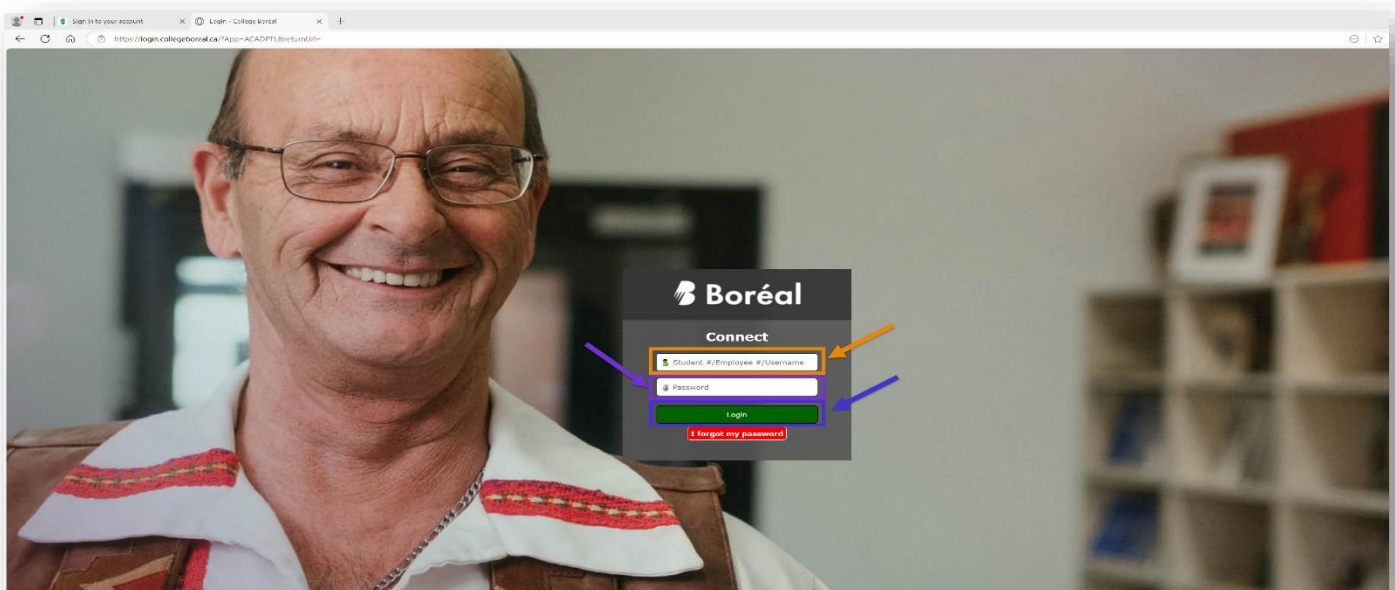 Sign in to your account
Login - Collège Boréal
https://login.collegeboreal.ca/?App=ACADPTL&returnUrl=
Boréal
Connect
Student #/Employee #/Username
Password
Login
I forgot my password